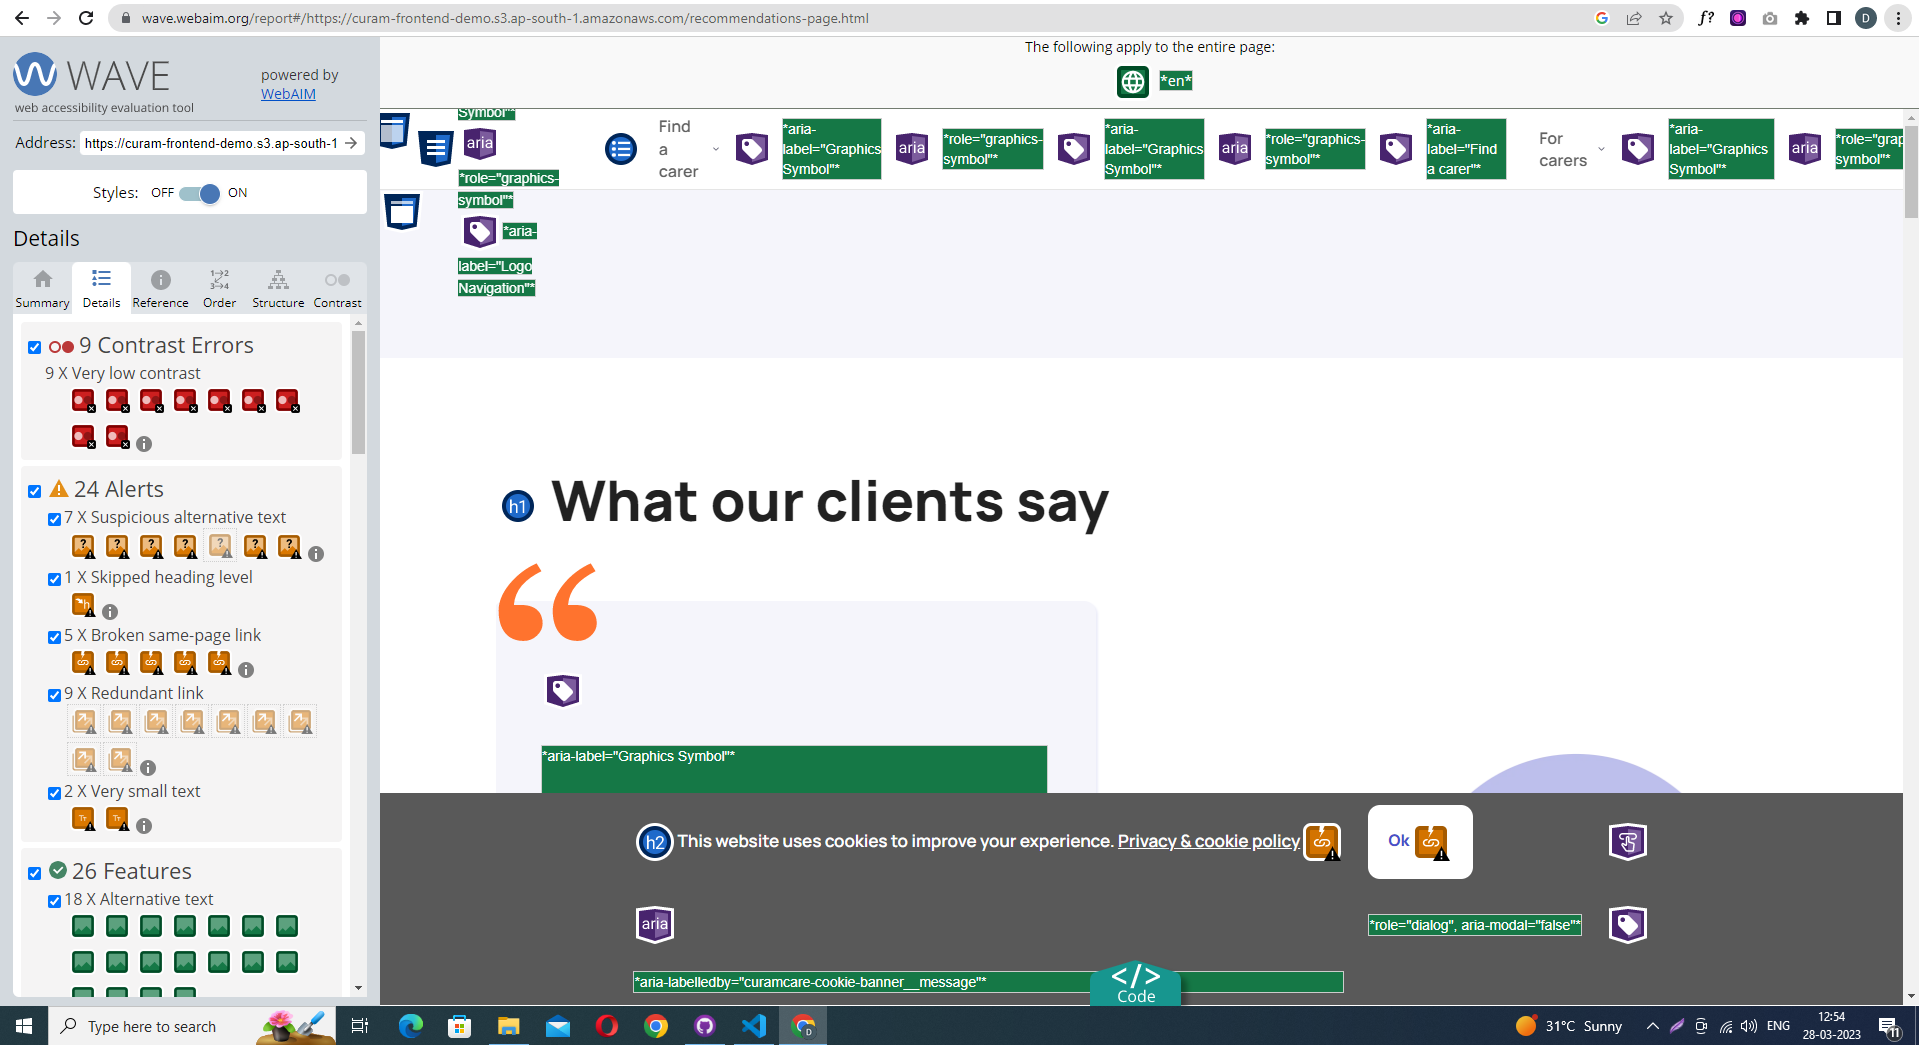 wave.webaim.org/report#/https://curam-frontend-demo.s3.ap-south-1.amazonaws.com/recommendations-page.html
f?
D
WAVE
web accessibility evaluation tool
powered by
WebAIM
Address: https://curam-frontend-demo.s3.ap-south-1
Styles: OFF ON
Details
Summary Details Reference Order Structure Contrast
9 Contrast Errors
9 X Very low contrast
24 Alerts
7 X Suspicious alternative text
1 X Skipped heading level
5 X Broken same-page link
9 X Redundant link
2 X Very small text
26 Features
18 X Alternative text
The following apply to the entire page:
*en*
Symbol"*
aria
*role="graphics-
symbol"*
*aria-
label="Logo
Navigation"*
Find
a
carer
*aria-
label="Graphics
Symbol"*
aria
*role="graphics-
symbol"*
*aria-
label="Graphics
Symbol"*
aria
*role="graphics-
symbol"*
*aria-
label="Find
a carer"*
For
carers
*aria-
label="Graphics
Symbol"*
aria
*role="grap
symbol"*
h1 What our clients say
“
*aria-label="Graphics Symbol"*
h2 This website uses cookies to improve your experience. Privacy & cookie policy
Ok
aria
*role="dialog", aria-modal="false"*
*aria-labelledby="curamcare-cookie-banner__message"*
</>
Code
Type here to search
D
31°C Sunny
ENG
12:54
28-03-2023
11